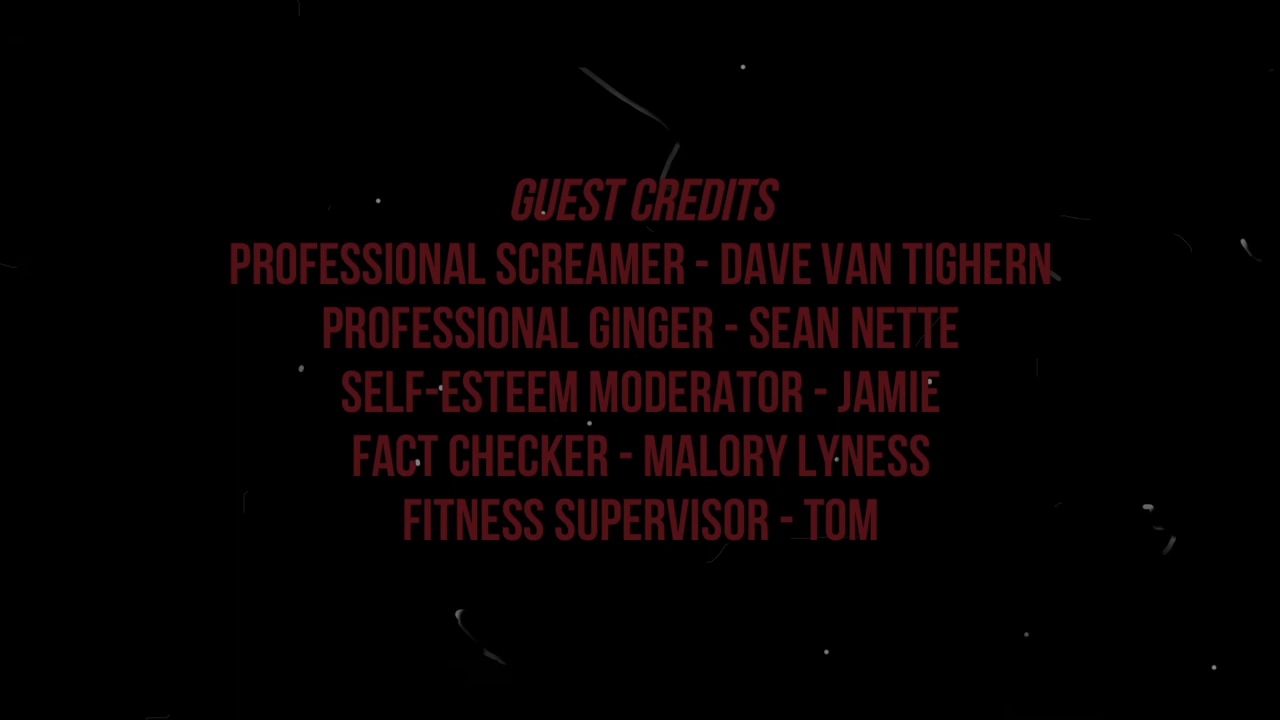 GUEST CREDITS
PROFESSIONAL SCREAMER - DAVE VAN TIGHERN
PROFESSIONAL GINGER - SEAN NETTE
SELF-ESTEEM MODERATOR - JAMIE
FACT CHECKER - MALORY LYNESS
FITNESS SUPERVISOR - TOM